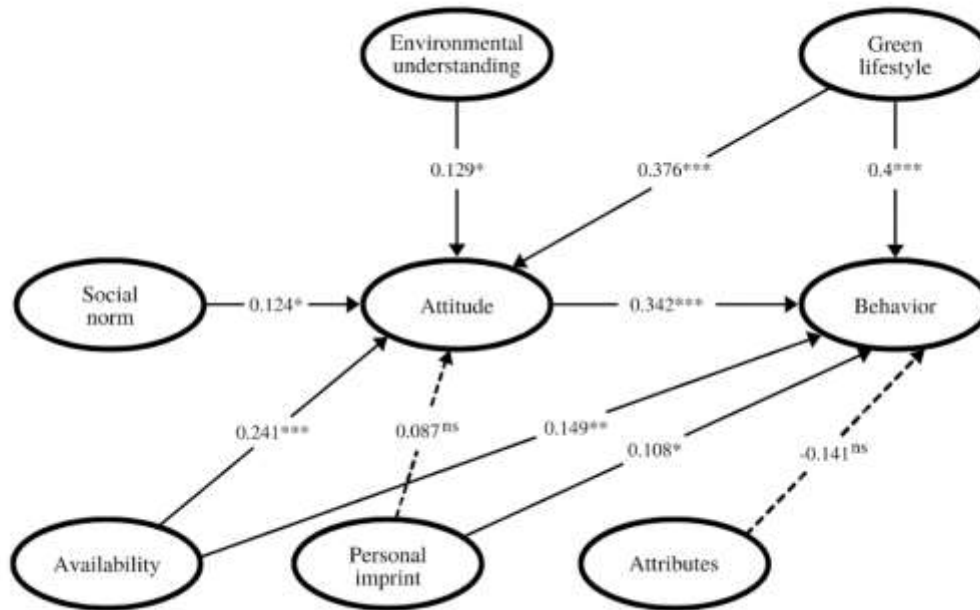 Environmental
understanding
Green
lifestyle
0.129*
0.376***
0.4***
Social
norm
0.124*
Attitude
0.342***
Behavior
0.241***
0.087ns
0.149**
0.108*
-0.141ns
Availability
Personal
imprint
Attributes